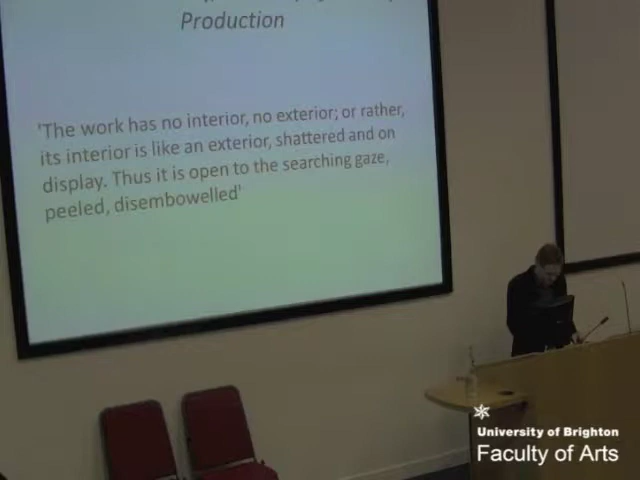 Production
'The work has no interior, no exterior; or rather,
its interior is like an exterior, shattered and on
display. Thus it is open to the searching gaze,
peeled, disembowelled'
University of Brighton
Faculty of Arts